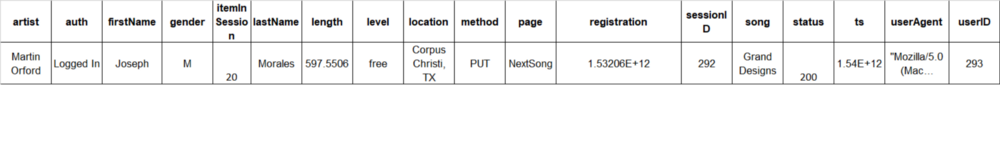 artist auth firstName gender itemInSession lastName length level location method page registration sessionID song status ts userAgent userID
Martin Orford Logged In Joseph M 20 Morales 597.5506 free Corpus Christi, TX PUT NextSong 1.53206E+12 292 Grand Designs 200 1.54E+12 "Mozilla/5.0 (Mac... 293